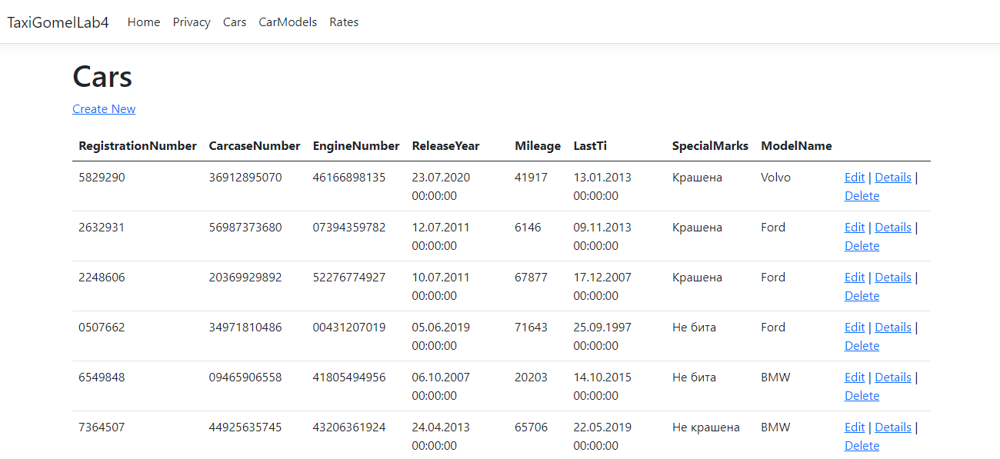 TaxiGomelLab4 Home Privacy Cars CarModels Rates
Cars
Create New
RegistrationNumber CarcaseNumber EngineNumber ReleaseYear Mileage LastTi SpecialMarks ModelName
5829290 36912895070 46166898135 23.07.2020 41917 13.01.2013 Крашена Volvo Edit | Details |
00:00:00 00:00:00 Delete
2632931 56987373680 07394359782 12.07.2011 6146 09.11.2013 Крашена Ford Edit | Details |
00:00:00 00:00:00 Delete
2248606 20369929892 52276774927 10.07.2011 67877 17.12.2007 Крашена Ford Edit | Details |
00:00:00 00:00:00 Delete
0507662 34971810486 00431207019 05.06.2019 71643 25.09.1997 Не бита Ford Edit | Details |
00:00:00 00:00:00 Delete
6549848 09465906558 41805494956 06.10.2007 20203 14.10.2015 Не бита BMW Edit | Details |
00:00:00 00:00:00 Delete
7364507 44925635745 43206361924 24.04.2013 65706 22.05.2019 Не крашена BMW Edit | Details |
00:00:00 00:00:00 Delete